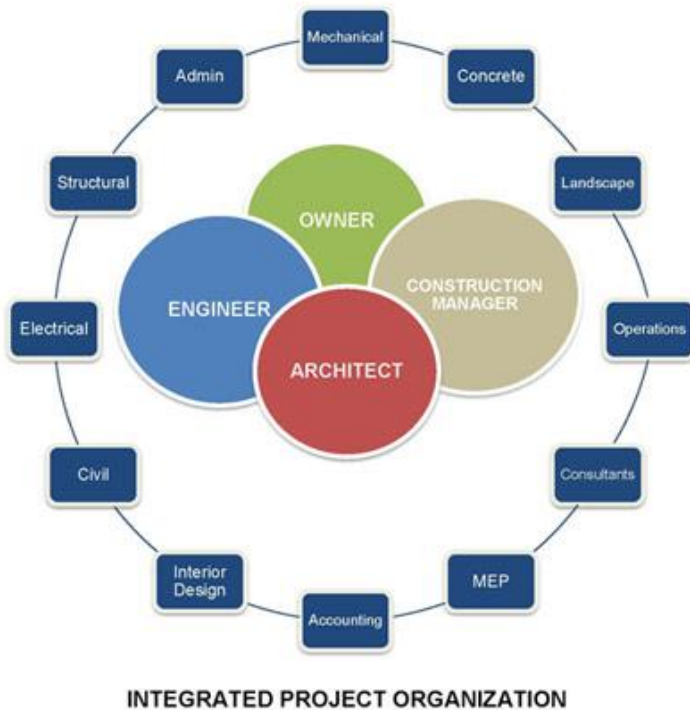 Mechanical
Admin
Concrete
Structural
Landscape
OWNER
ENGINEER
CONSTRUCTION
MANAGER
Electrical
Operations
ARCHITECT
Civil
Consultants
Interior
Design
MEP
Accounting
INTEGRATED PROJECT ORGANIZATION